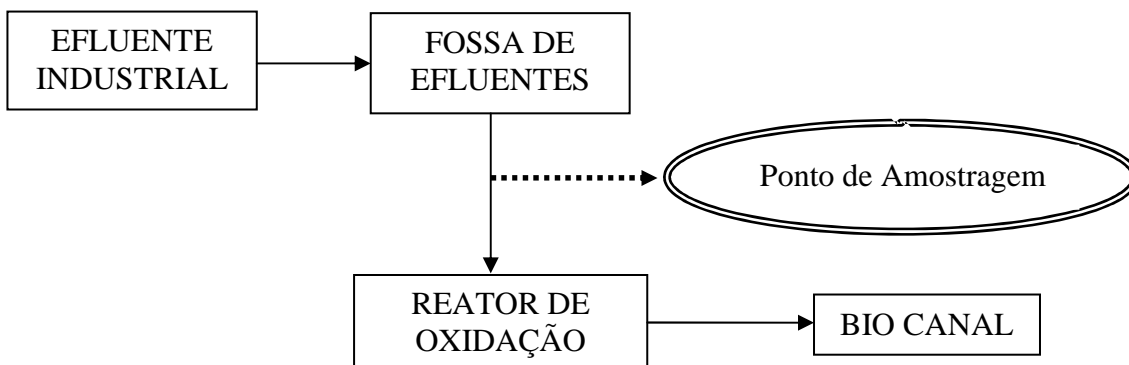 EFLUENTE
INDUSTRIAL
FOSSA DE
EFLUENTES
Ponto de Amostragem
REATOR DE
OXIDAÇÃO
BIO CANAL